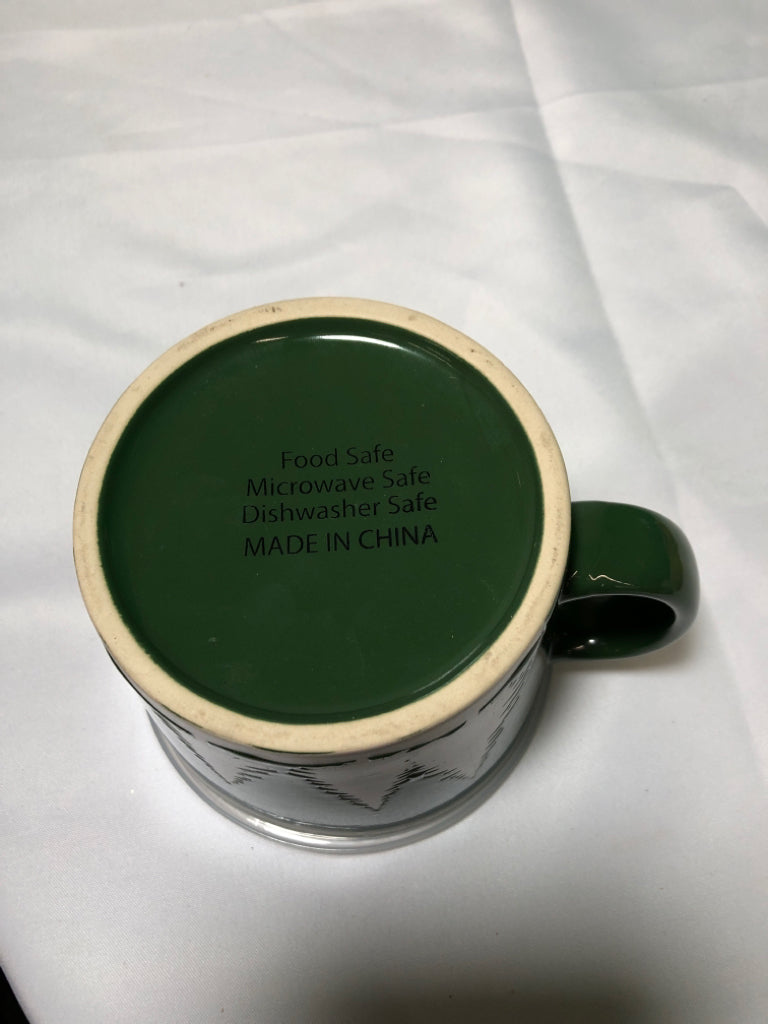 Food Safe
Microwave Safe
Dishwasher Safe
MADE IN CHINA